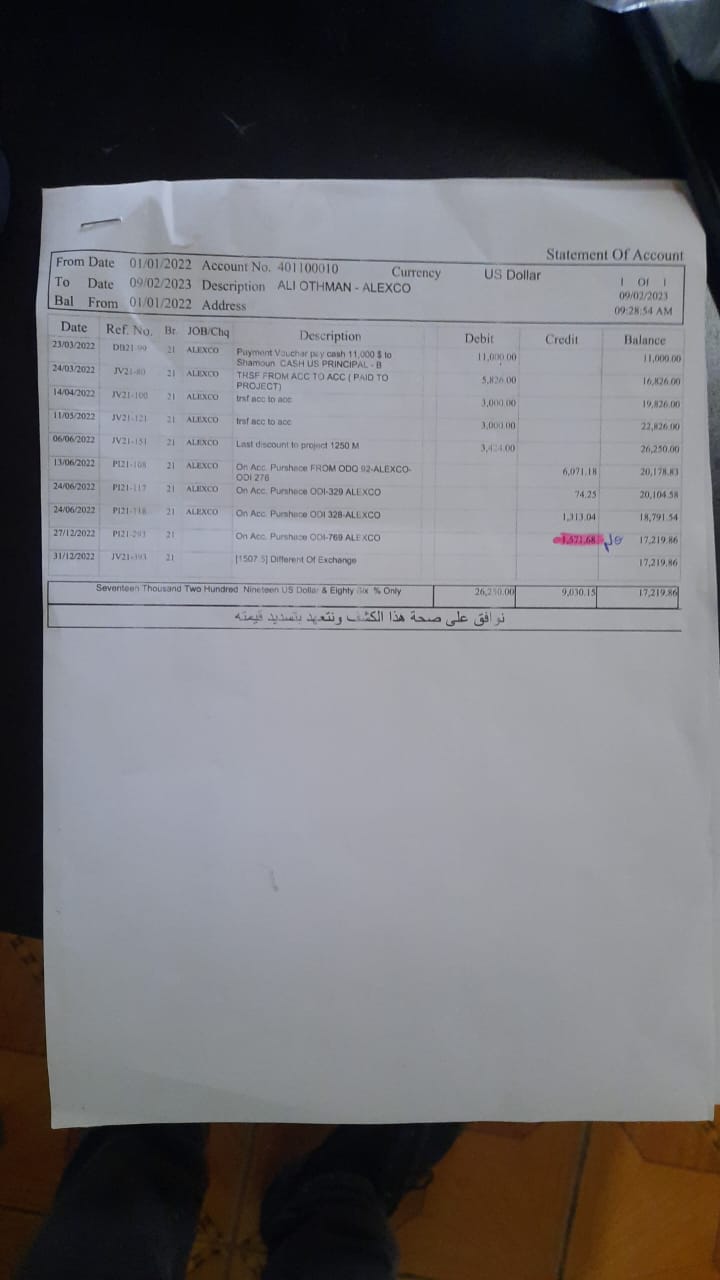 Statement Of Account
From Date 01/01/2022 Account No. 401100010 Currency US Dollar 1 Of 1
To Date 09/02/2023 Description ALI OTHMAN - ALEXCO 09/02/2023
Bal From 01/01/2022 Address 09:28:54 AM
Date Ref. No. Br. JOB/Chq Description Debit Credit Balance
23/03/2022 21 ALEXCO Payment Vouchar pay cash 11,000 $ to 11,000.00 11,000.00
Shamoun CASH US PRINCIPAL - B
24/03/2022 JV21-80 21 ALEXCO TRSF FROM ACC TO ACC ( PAID TO 5,826.00 16,826.00
PROJECT)
14/04/2022 JV21-100 21 ALEXCO trsf acc to acc 3,000.00 19,826.00
11/05/2022 JV21-121 21 ALEXCO trsf acc to acc 3,000.00 22,826.00
06/06/2022 JV21-151 21 ALEXCO Last discount to project 1250 M 3,424.00 26,250.00
13/06/2022 PI21-108 21 ALEXCO On Acc. Purshace FROM ODQ 92-ALEXCO- 6,071.18 20,178.83
ODI 276
24/06/2022 PI21-117 21 ALEXCO On Acc. Purshece ODI-329 ALEXCO 74.25 20,104.58
24/06/2022 PI21-118 21 ALEXCO On Acc. Purshece ODI 328-ALEXCO 1,313.04 18,791.54
27/12/2022 PI21-293 21 On Acc. Purshece ODI-769 ALEXCO 1,571.68 17,219.86
31/12/2022 JV21-393 21 [1507.5] Different Of Exchange 17,219.86
Seventeen Thousand Two Hundred Nineteen US Dollar & Eighty Six % Only 26,250.00 9,030.15 17,219.86
نوافق على صحة هذا الكشف ونتعهد بتسديد قيمته